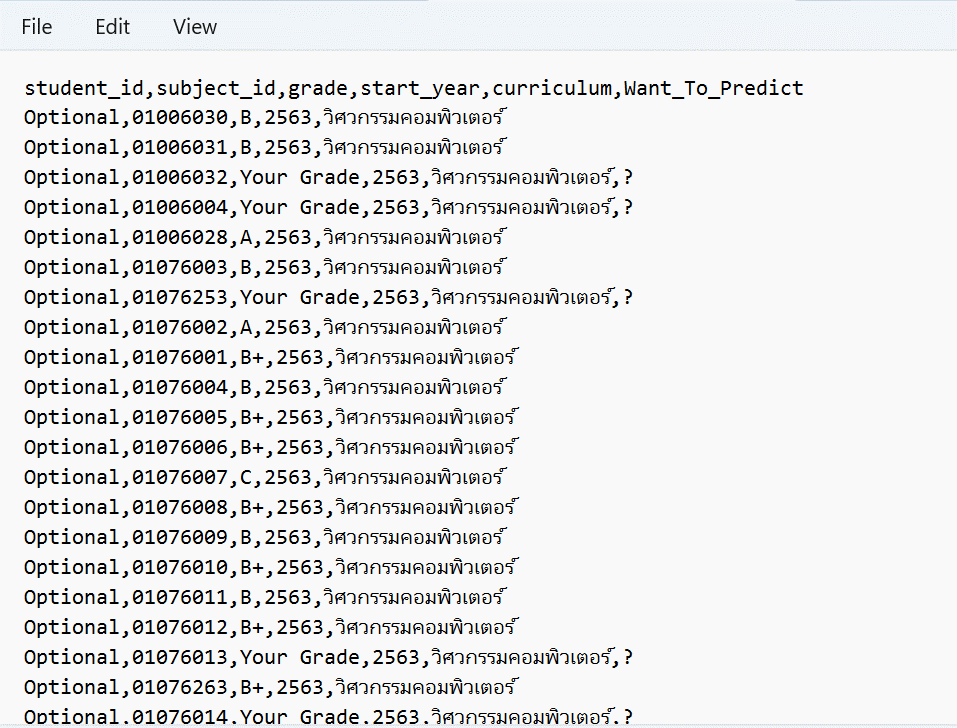 File Edit View
student_id,subject_id,grade,start_year,curriculum,Want_To_Predict
Optional,01006030,B,2563,วิศวกรรมคอมพิวเตอร์
Optional,01006031,B,2563,วิศวกรรมคอมพิวเตอร์
Optional,01006032,Your Grade,2563,วิศวกรรมคอมพิวเตอร์,?
Optional,01006004,Your Grade,2563,วิศวกรรมคอมพิวเตอร์,?
Optional,01006028,A,2563,วิศวกรรมคอมพิวเตอร์
Optional,01076003,B,2563,วิศวกรรมคอมพิวเตอร์
Optional,01076253,Your Grade,2563,วิศวกรรมคอมพิวเตอร์,?
Optional,01076002,A,2563,วิศวกรรมคอมพิวเตอร์
Optional,01076001,B+,2563,วิศวกรรมคอมพิวเตอร์
Optional,01076004,B,2563,วิศวกรรมคอมพิวเตอร์
Optional,01076005,B+,2563,วิศวกรรมคอมพิวเตอร์
Optional,01076006,B+,2563,วิศวกรรมคอมพิวเตอร์
Optional,01076007,C,2563,วิศวกรรมคอมพิวเตอร์
Optional,01076008,B+,2563,วิศวกรรมคอมพิวเตอร์
Optional,01076009,B,2563,วิศวกรรมคอมพิวเตอร์
Optional,01076010,B+,2563,วิศวกรรมคอมพิวเตอร์
Optional,01076011,B,2563,วิศวกรรมคอมพิวเตอร์
Optional,01076012,B+,2563,วิศวกรรมคอมพิวเตอร์
Optional,01076013,Your Grade,2563,วิศวกรรมคอมพิวเตอร์,?
Optional,01076263,B+,2563,วิศวกรรมคอมพิวเตอร์
Optional,01076014,Your Grade,2563,วิศวกรรมคอมพิวเตอร์,?